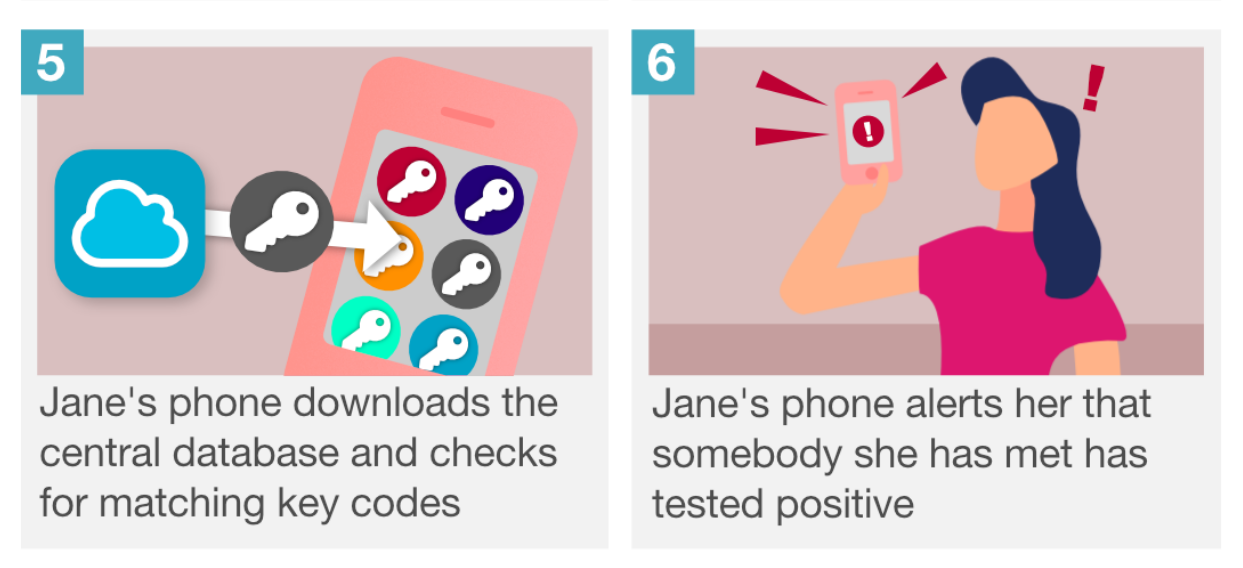 5
Jane's phone downloads the
central database and checks
for matching key codes
6
!
!
Jane's phone alerts her that
somebody she has met has
tested positive